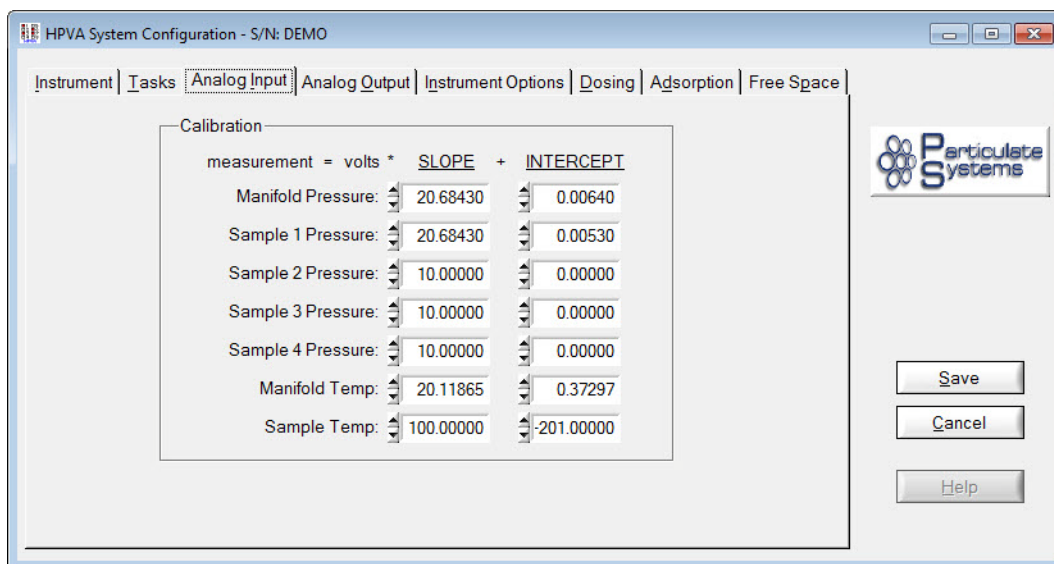 HPVA System Configuration - S/N: DEMO
Instrument Tasks Analog Input Analog Output Instrument Options Dosing Adsorption Free Space
Calibration
measurement = volts * SLOPE + INTERCEPT
Manifold Pressure: 20.68430 0.00640
Sample 1 Pressure: 20.68430 0.00530
Sample 2 Pressure: 10.00000 0.00000
Sample 3 Pressure: 10.00000 0.00000
Sample 4 Pressure: 10.00000 0.00000
Manifold Temp: 20.11865 0.37297
Sample Temp: 100.00000 -201.00000
Particulate
Systems
Save
Cancel
Help